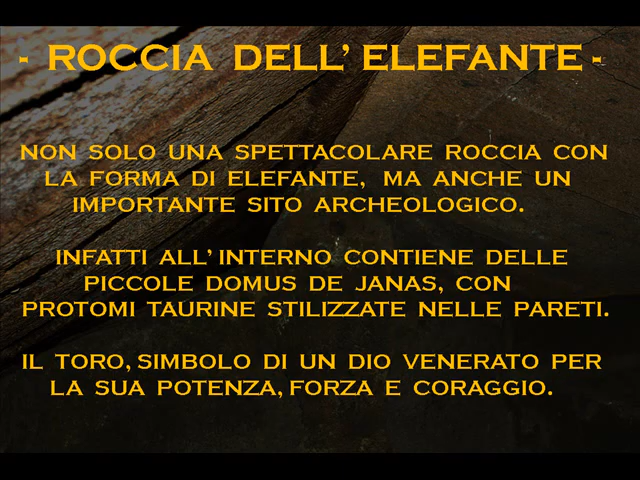 - ROCCIA DELL' ELEFANTE -
NON SOLO UNA SPETTACOLARE ROCCIA CON
LA FORMA DI ELEFANTE, MA ANCHE UN
IMPORTANTE SITO ARCHEOLOGICO.
INFATTI ALL' INTERNO CONTIENE DELLE
PICCOLE DOMUS DE JANAS, CON
PROTOMI TAURINE STILIZZATE NELLE PARETI.
IL TORO, SIMBOLO DI UN DIO VENERATO PER
LA SUA POTENZA, FORZA E CORAGGIO.